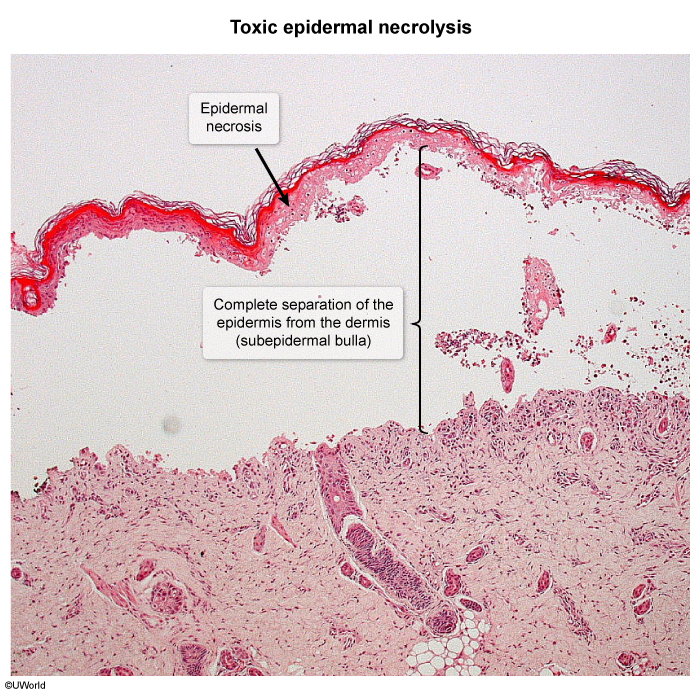 Toxic epidermal necrolysis
Epidermal
necrosis
Complete separation of the
epidermis from the dermis
(subepidermal bulla)
©UWorld